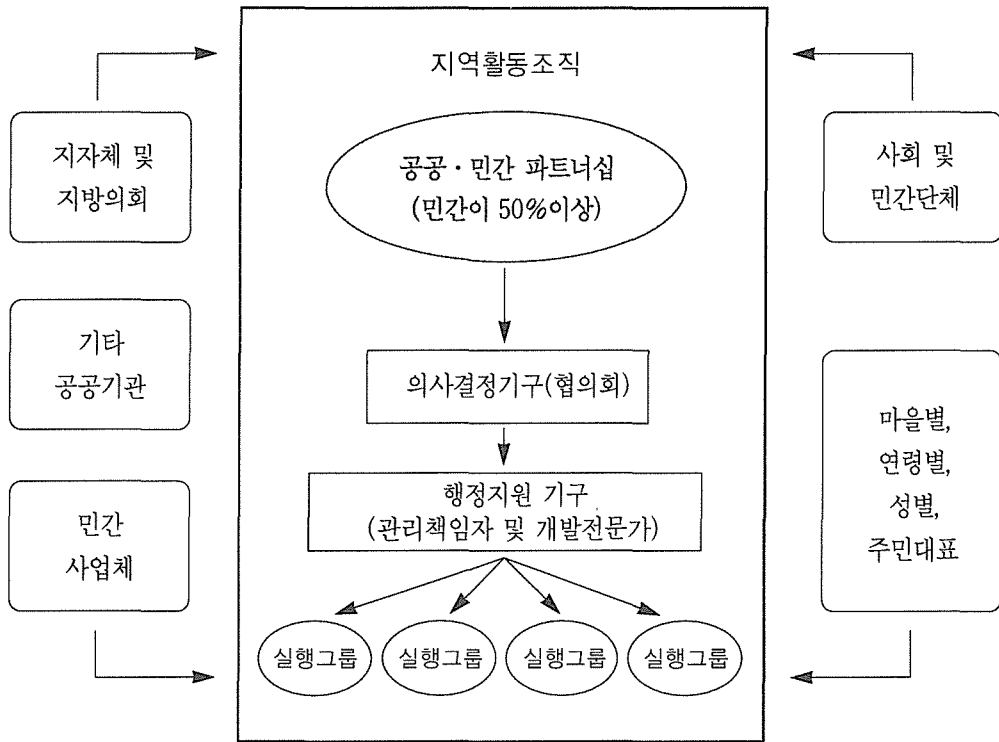 지역활동조직
지자체 및
지방의회
공공·민간 파트너십
(민간이 50%이상)
사회 및
민간단체
기타
공공기관
의사결정기구(협의회)
마을별,
연령별,
성별,
주민대표
민간
사업체
행정지원 기구
(관리책임자 및 개발전문가)
실행그룹 실행그룹 실행그룹 실행그룹